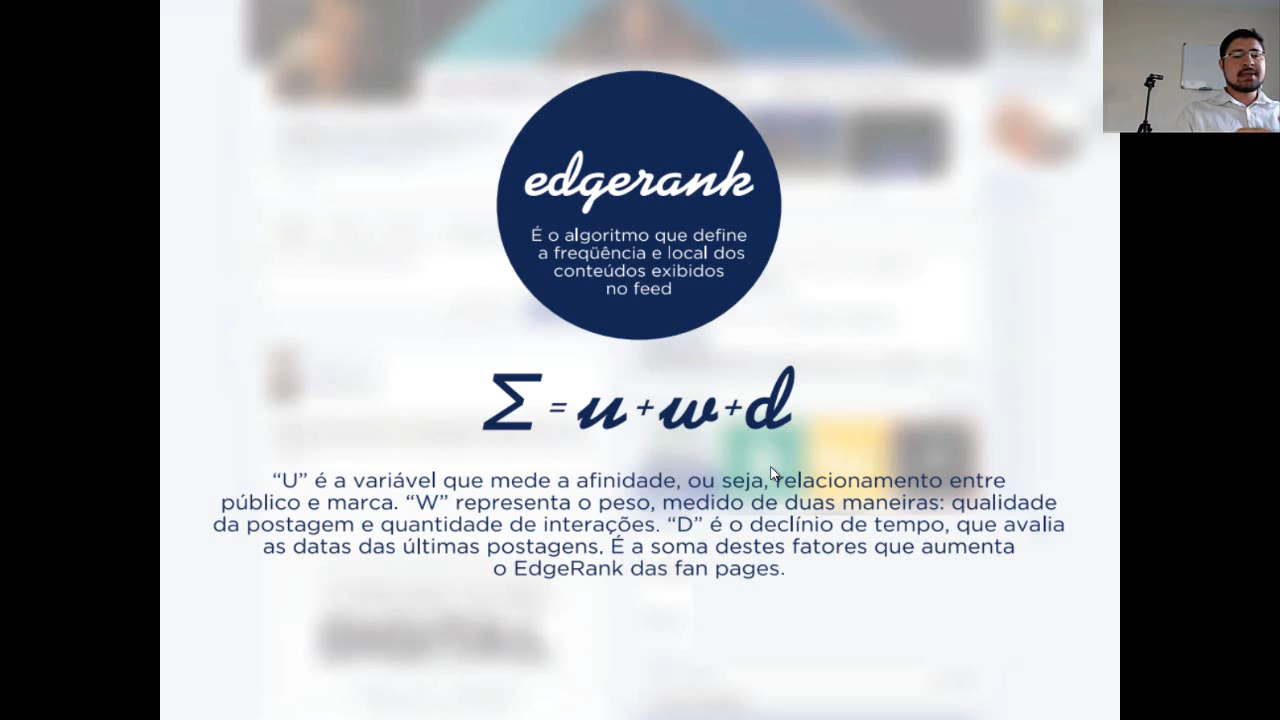 edgerank
É o algoritmo que define
a freqüência e local dos
conteúdos exibidos
no feed
Σ = u + w + d
“U” é a variável que mede a afinidade, ou seja, relacionamento entre
público e marca. “W” representa o peso, medido de duas maneiras: qualidade
da postagem e quantidade de interações. “D” é o declínio de tempo, que avalia
as datas das últimas postagens. É a soma destes fatores que aumenta
o EdgeRank das fan pages.